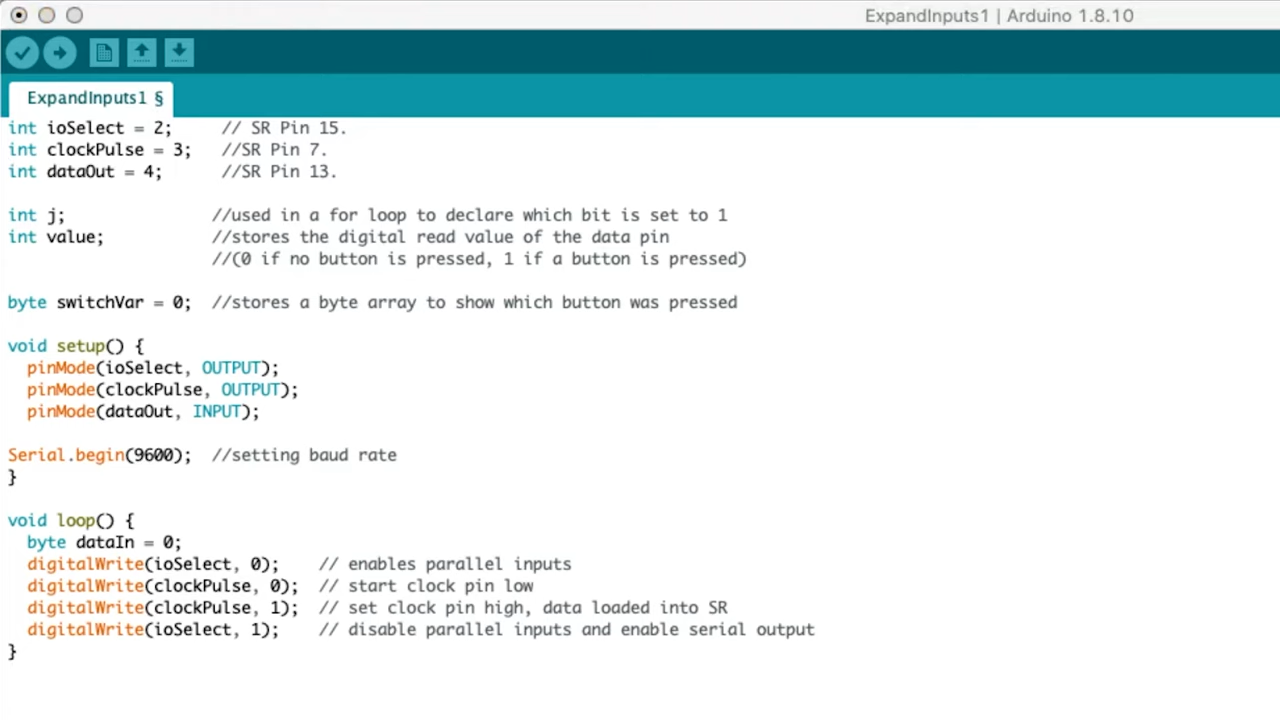 ExpandInputs1 | Arduino 1.8.10
ExpandInputs1 §
int ioSelect = 2;     // SR Pin 15.
int clockPulse = 3;   //SR Pin 7.
int dataOut = 4;      //SR Pin 13.
int j;               //used in a for loop to declare which bit is set to 1
int value;           //stores the digital read value of the data pin
                     //(0 if no button is pressed, 1 if a button is pressed)
byte switchVar = 0;  //stores a byte array to show which button was pressed
void setup() {
  pinMode(ioSelect, OUTPUT);
  pinMode(clockPulse, OUTPUT);
  pinMode(dataOut, INPUT);
Serial.begin(9600);  //setting baud rate
}
void loop() {
  byte dataIn = 0;
  digitalWrite(ioSelect, 0);    // enables parallel inputs
  digitalWrite(clockPulse, 0);  // start clock pin low
  digitalWrite(clockPulse, 1);  // set clock pin high, data loaded into SR
  digitalWrite(ioSelect, 1);    // disable parallel inputs and enable serial output
}